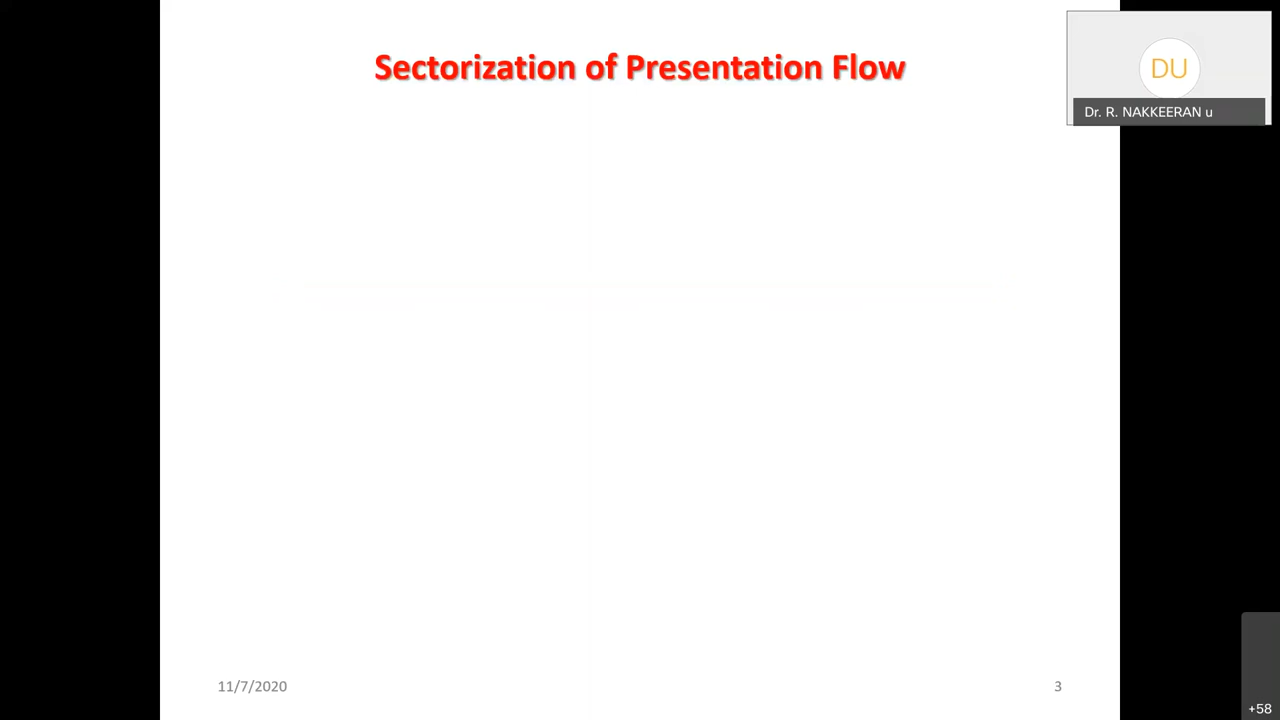 Sectorization of Presentation Flow
DU
Dr. R. NAKKEERAN u
11/7/2020
3
+58